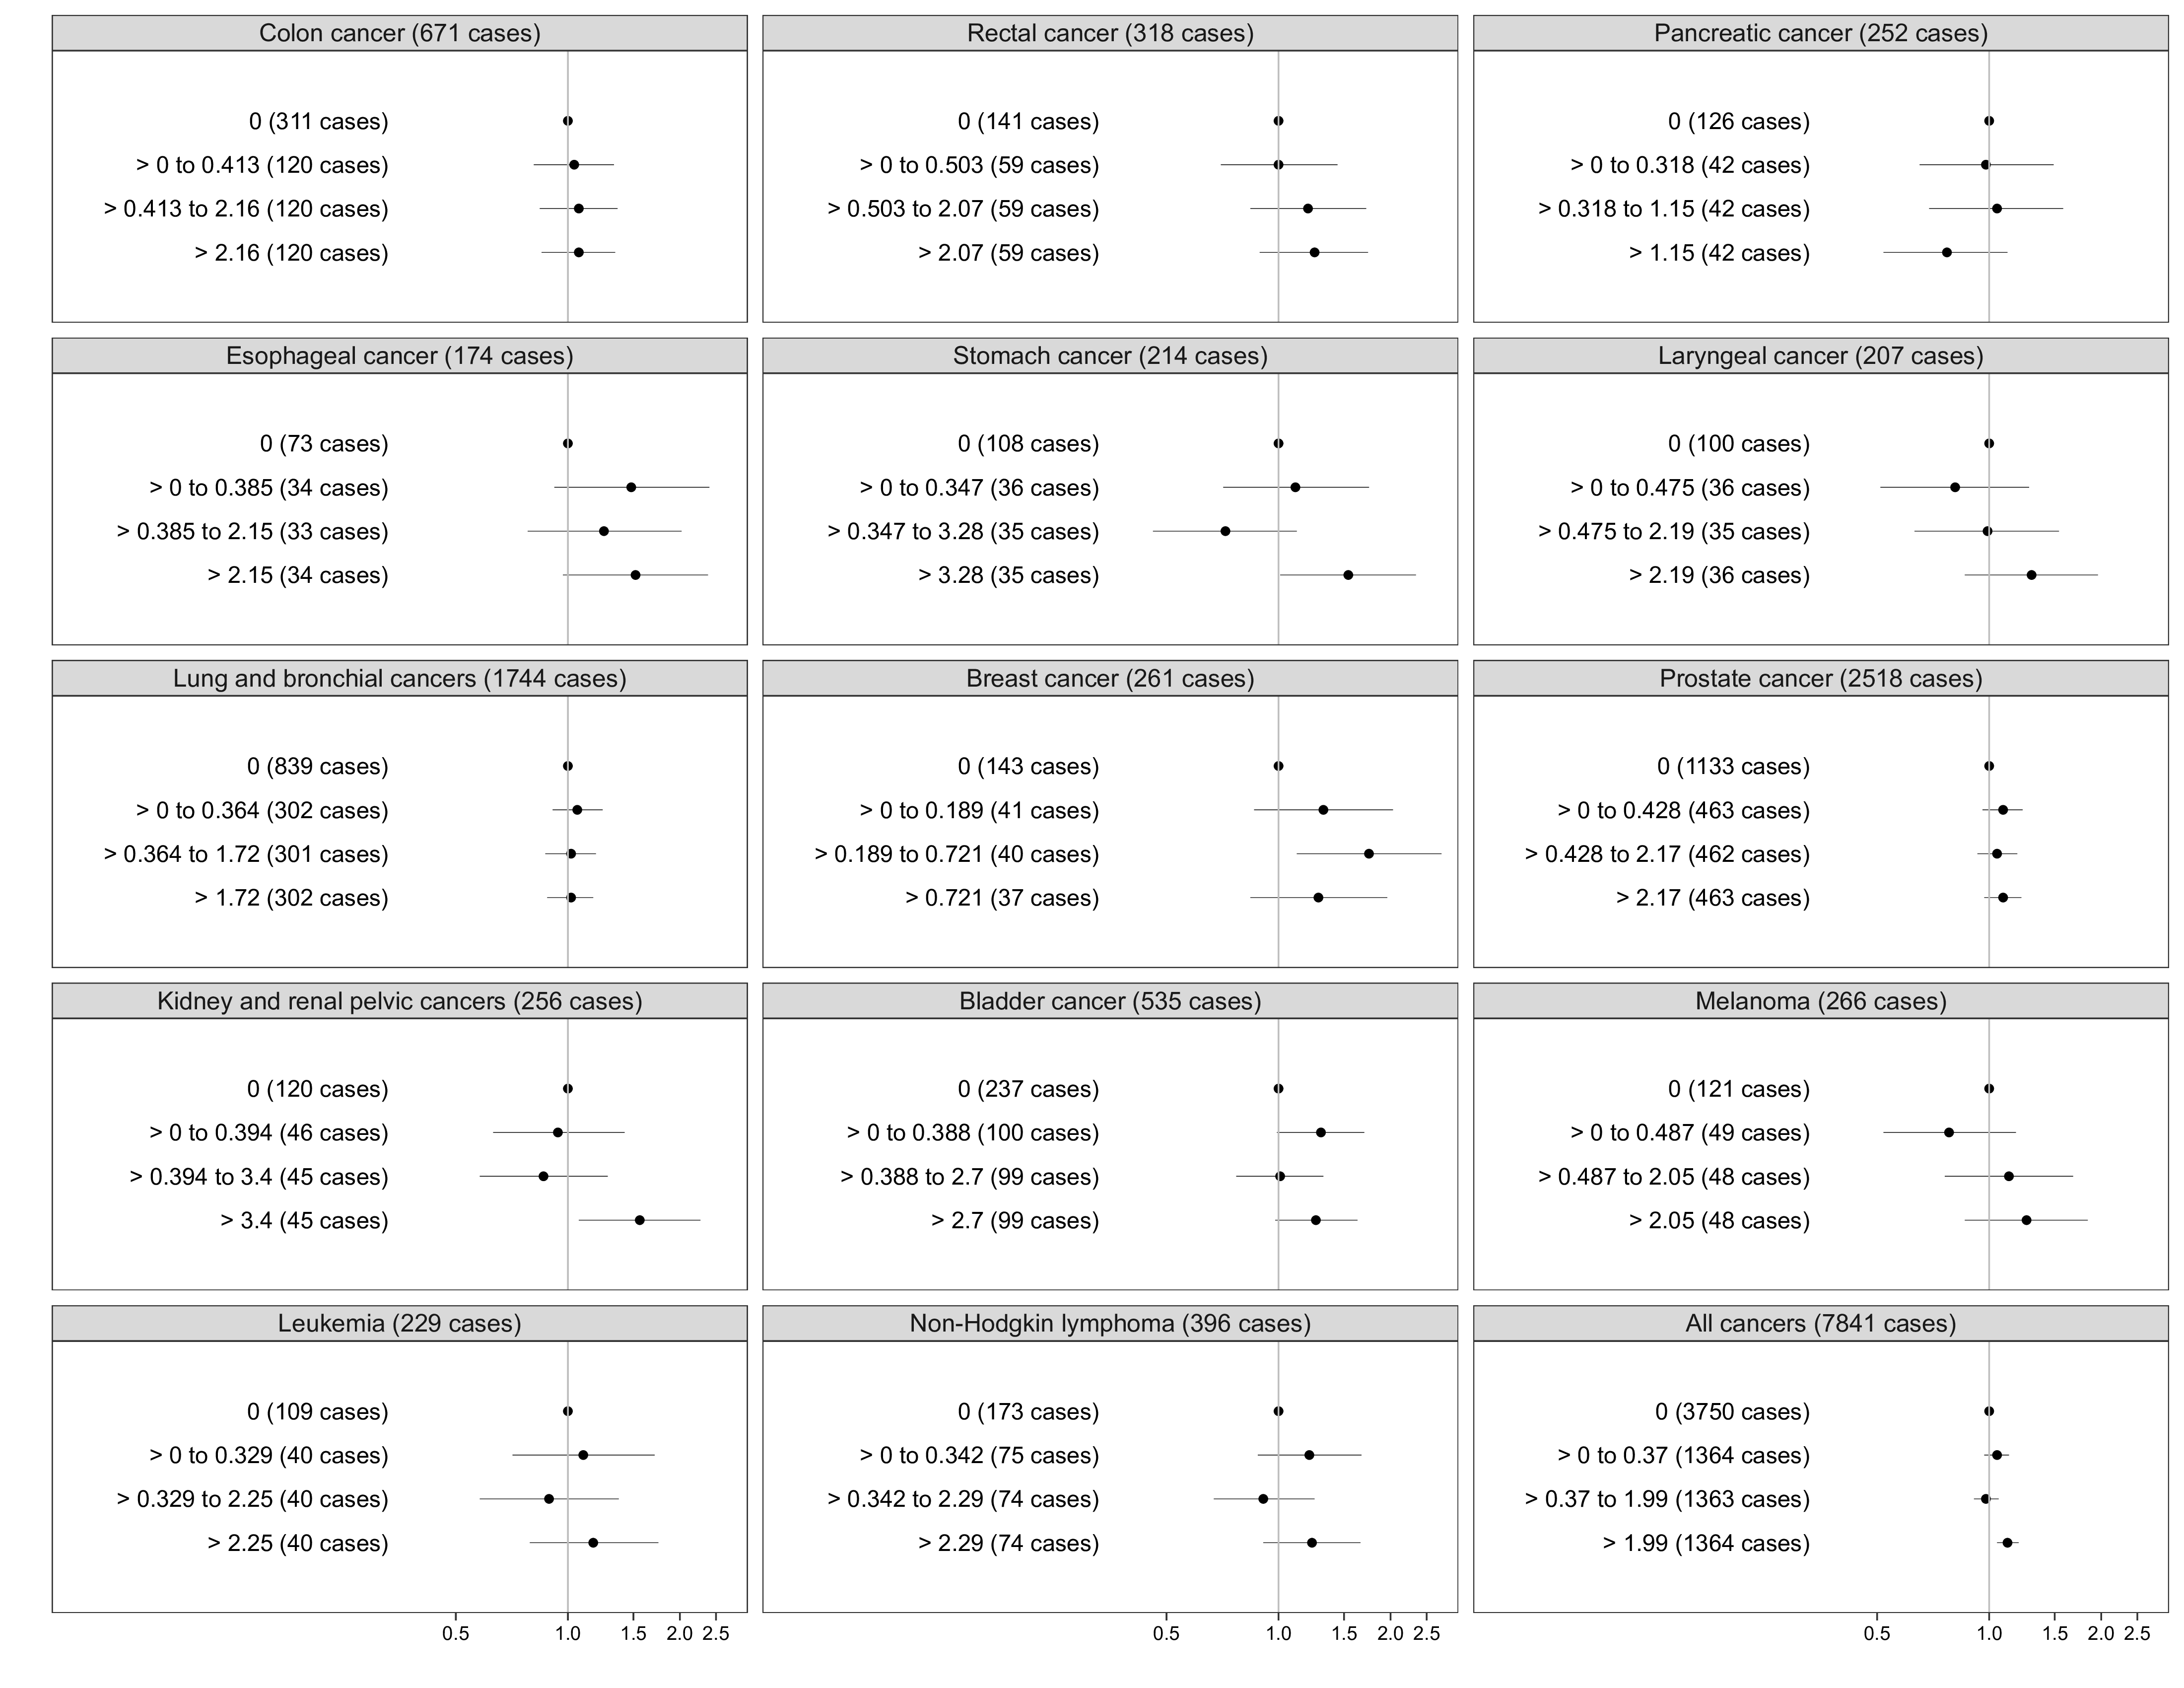 Colon cancer (671 cases)
0 (311 cases)
> 0 to 0.413 (120 cases)
> 0.413 to 2.16 (120 cases)
> 2.16 (120 cases)
Rectal cancer (318 cases)
0 (141 cases)
> 0 to 0.503 (59 cases)
> 0.503 to 2.07 (59 cases)
> 2.07 (59 cases)
Pancreatic cancer (252 cases)
0 (126 cases)
> 0 to 0.318 (42 cases)
> 0.318 to 1.15 (42 cases)
> 1.15 (42 cases)
Esophageal cancer (174 cases)
0 (73 cases)
> 0 to 0.385 (34 cases)
> 0.385 to 2.15 (33 cases)
> 2.15 (34 cases)
Stomach cancer (214 cases)
0 (108 cases)
> 0 to 0.347 (36 cases)
> 0.347 to 3.28 (35 cases)
> 3.28 (35 cases)
Laryngeal cancer (207 cases)
0 (100 cases)
> 0 to 0.475 (36 cases)
> 0.475 to 2.19 (35 cases)
> 2.19 (36 cases)
Lung and bronchial cancers (1744 cases)
0 (839 cases)
> 0 to 0.364 (302 cases)
> 0.364 to 1.72 (301 cases)
> 1.72 (302 cases)
Breast cancer (261 cases)
0 (143 cases)
> 0 to 0.189 (41 cases)
> 0.189 to 0.721 (40 cases)
> 0.721 (37 cases)
Prostate cancer (2518 cases)
0 (1133 cases)
> 0 to 0.428 (463 cases)
> 0.428 to 2.17 (462 cases)
> 2.17 (463 cases)
Kidney and renal pelvic cancers (256 cases)
0 (120 cases)
> 0 to 0.394 (46 cases)
> 0.394 to 3.4 (45 cases)
> 3.4 (45 cases)
Bladder cancer (535 cases)
0 (237 cases)
> 0 to 0.388 (100 cases)
> 0.388 to 2.7 (99 cases)
> 2.7 (99 cases)
Melanoma (266 cases)
0 (121 cases)
> 0 to 0.487 (49 cases)
> 0.487 to 2.05 (48 cases)
> 2.05 (48 cases)
Leukemia (229 cases)
0 (109 cases)
> 0 to 0.329 (40 cases)
> 0.329 to 2.25 (40 cases)
> 2.25 (40 cases)
Non-Hodgkin lymphoma (396 cases)
0 (173 cases)
> 0 to 0.342 (75 cases)
> 0.342 to 2.29 (74 cases)
> 2.29 (74 cases)
All cancers (7841 cases)
0 (3750 cases)
> 0 to 0.37 (1364 cases)
> 0.37 to 1.99 (1363 cases)
> 1.99 (1364 cases)
0.5 1.0 1.5 2.0 2.5
0.5 1.0 1.5 2.0 2.5
0.5 1.0 1.5 2.0 2.5